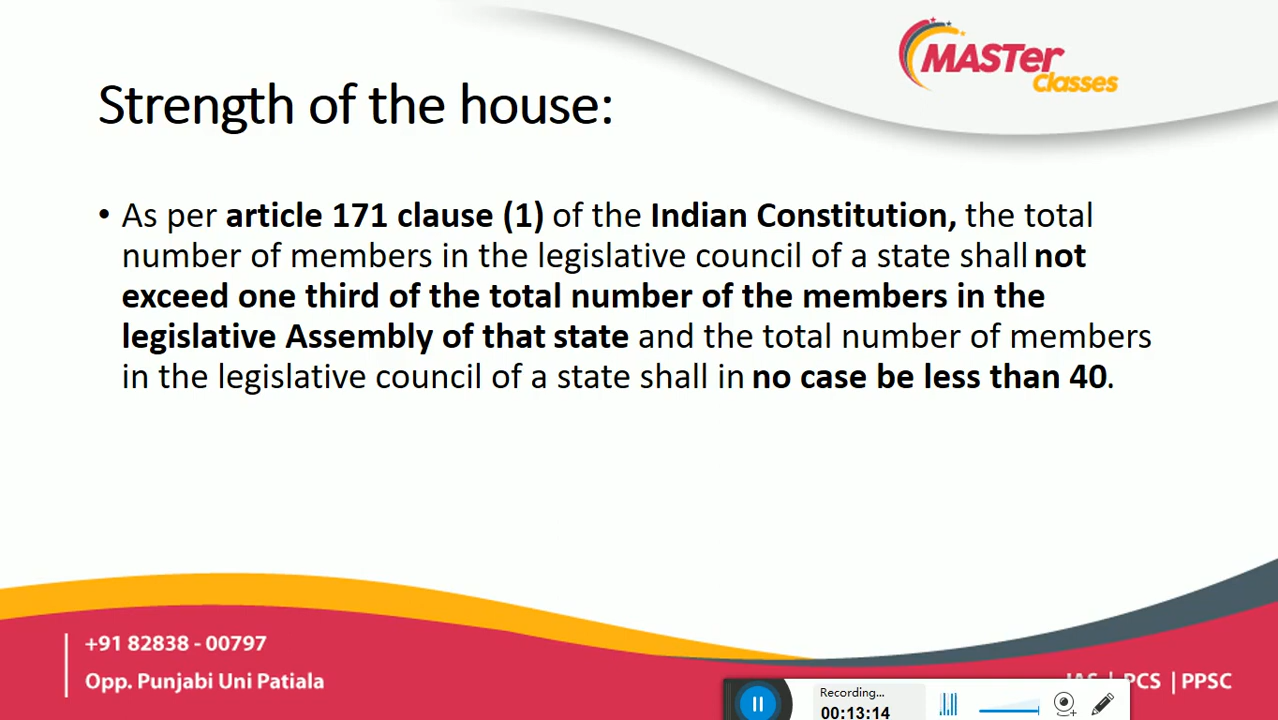 MASTer
Classes
Strength of the house:
• As per article 171 clause (1) of the Indian Constitution, the total
number of members in the legislative council of a state shall not
exceed one third of the total number of the members in the
legislative Assembly of that state and the total number of members
in the legislative council of a state shall in no case be less than 40.
+91 82838 - 00797
Opp. Punjabi Uni Patiala
IAS | PCS | PPSC
Recording...
00:13:14